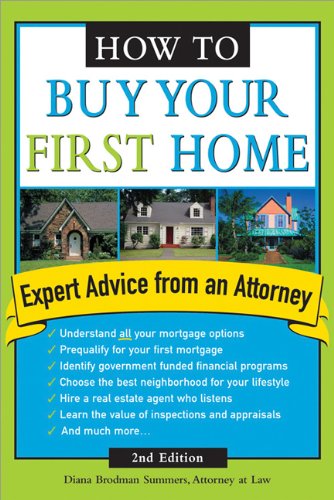 HOW TO
BUY YOUR
FIRST HOME
Expert Advice from an Attorney
✓ Understand all your mortgage options
✓ Prequalify for your first mortgage
✓ Identify government funded financial programs
✓ Choose the best neighborhood for your lifestyle
✓ Hire a real estate agent who listens
✓ Learn the value of inspections and appraisals
✓ And much more...
2nd Edition
Diana Brodman Summers, Attorney at Law